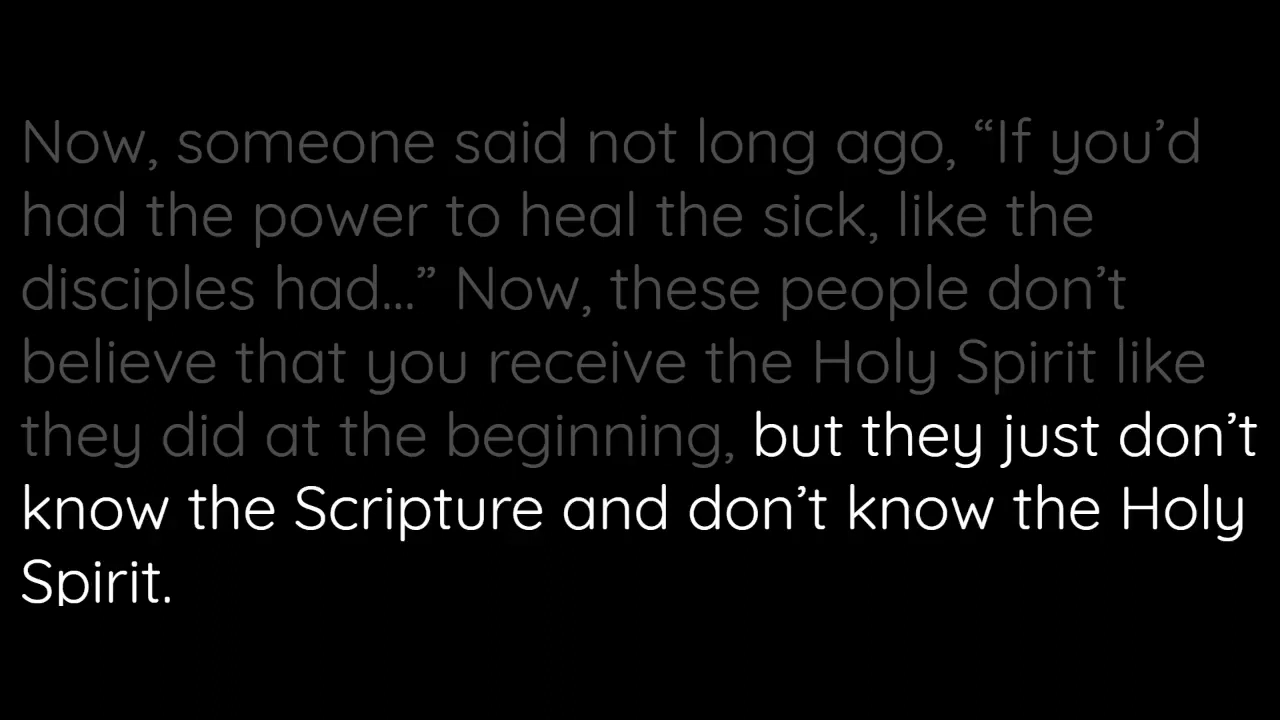 Now, someone said not long ago, “If you’d
had the power to heal the sick, like the
disciples had...” Now, these people don’t
believe that you receive the Holy Spirit like
they did at the beginning, but they just don’t
know the Scripture and don’t know the Holy
Spirit.